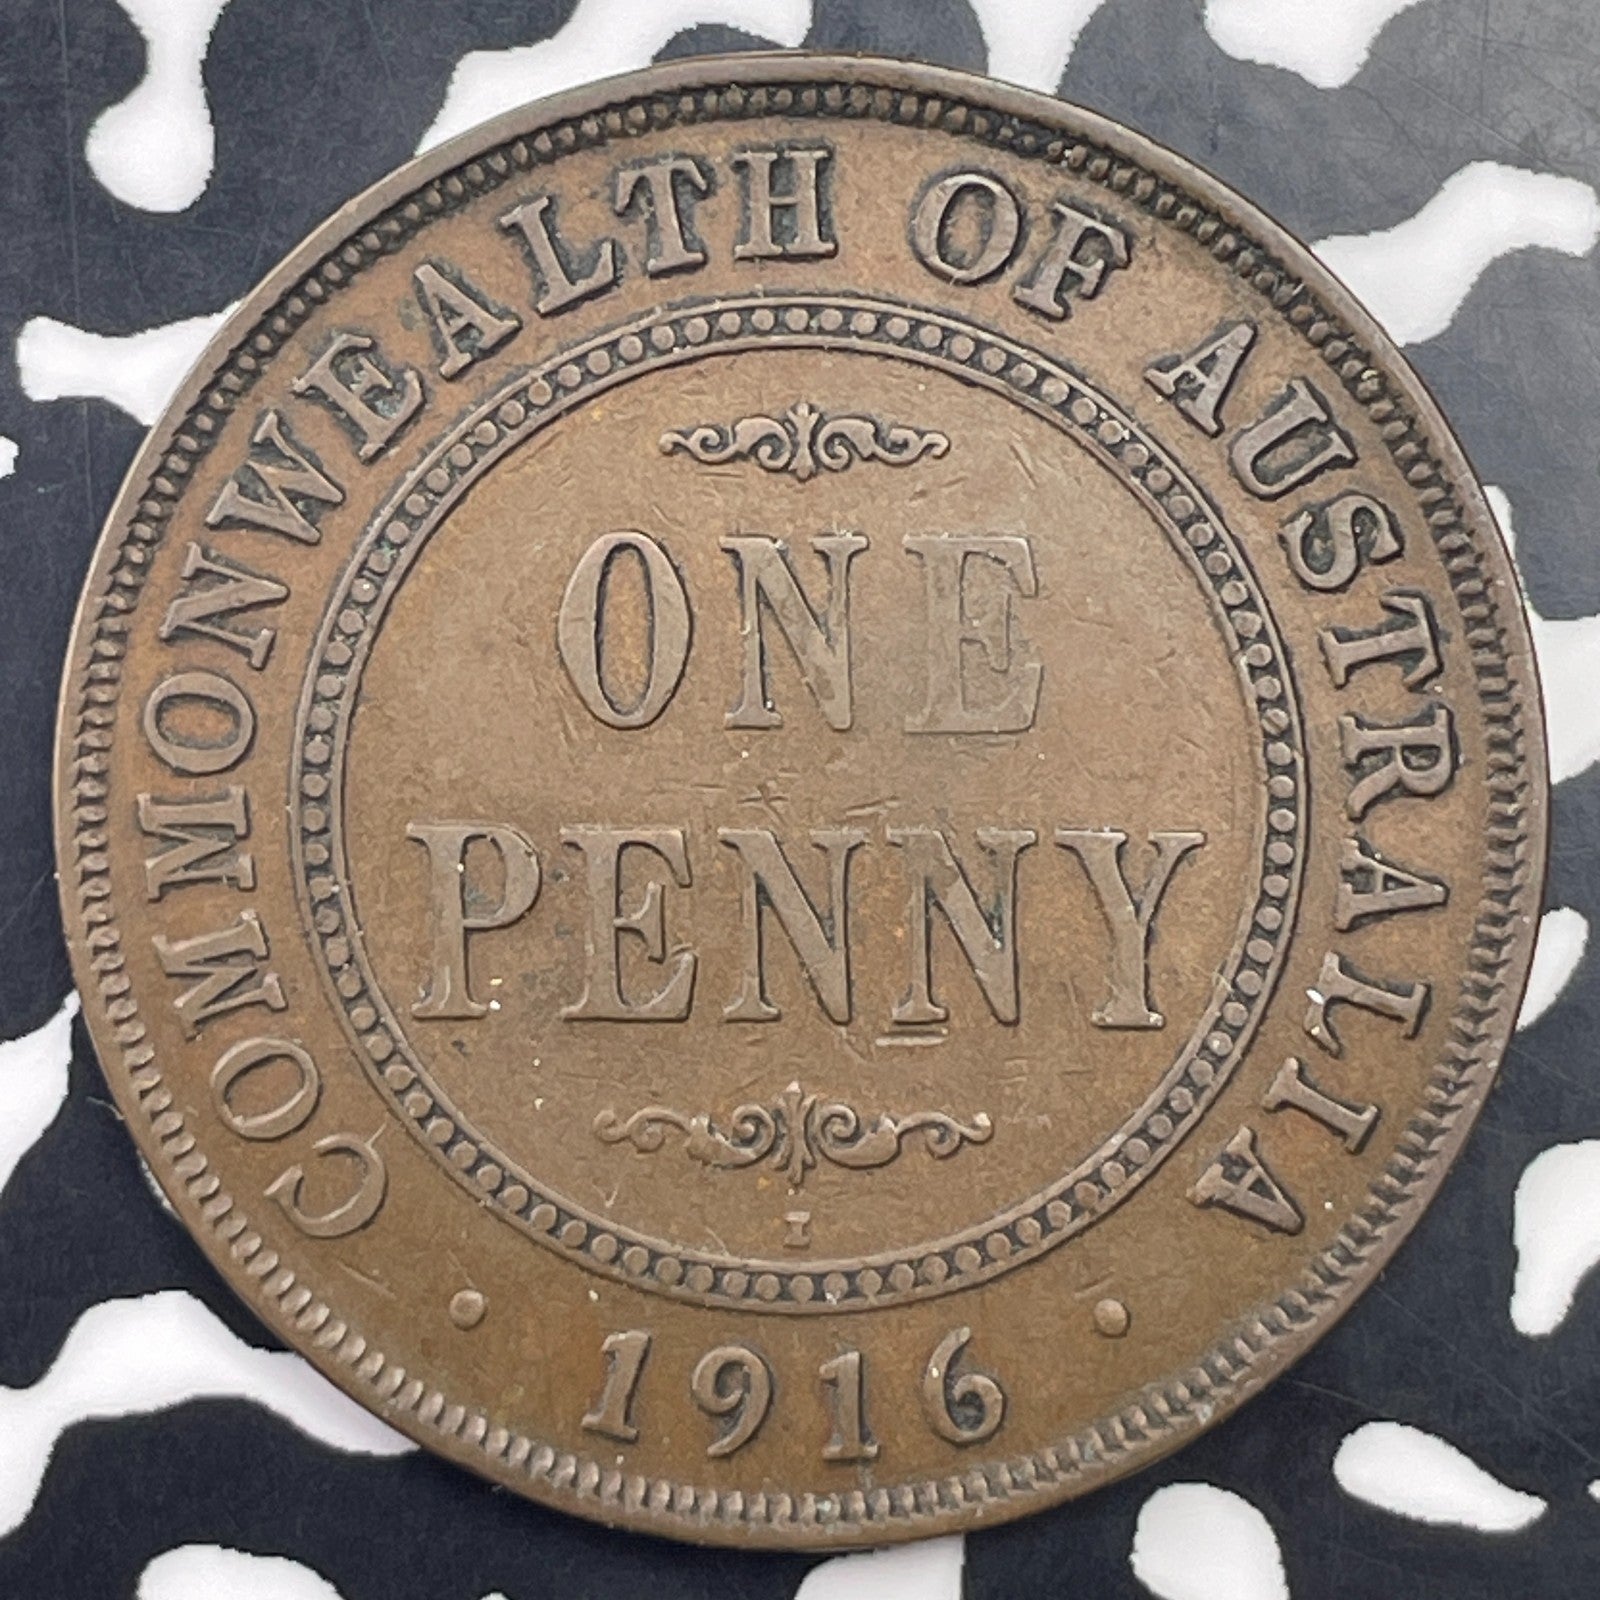 COMMONWEALTH OF AUSTRALIA
ONE
PENNY
I
· 1916 ·